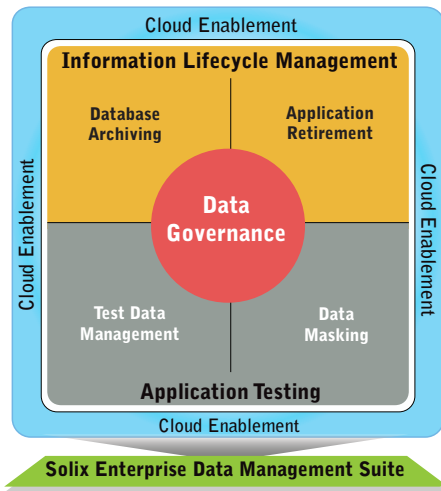 Cloud Enablement
Information Lifecycle Management
Database
Archiving
Application
Retirement
Cloud Enablement
Cloud Enablement
Data
Governance
Test Data
Management
Data
Masking
Application Testing
Cloud Enablement
Solix Enterprise Data Management Suite